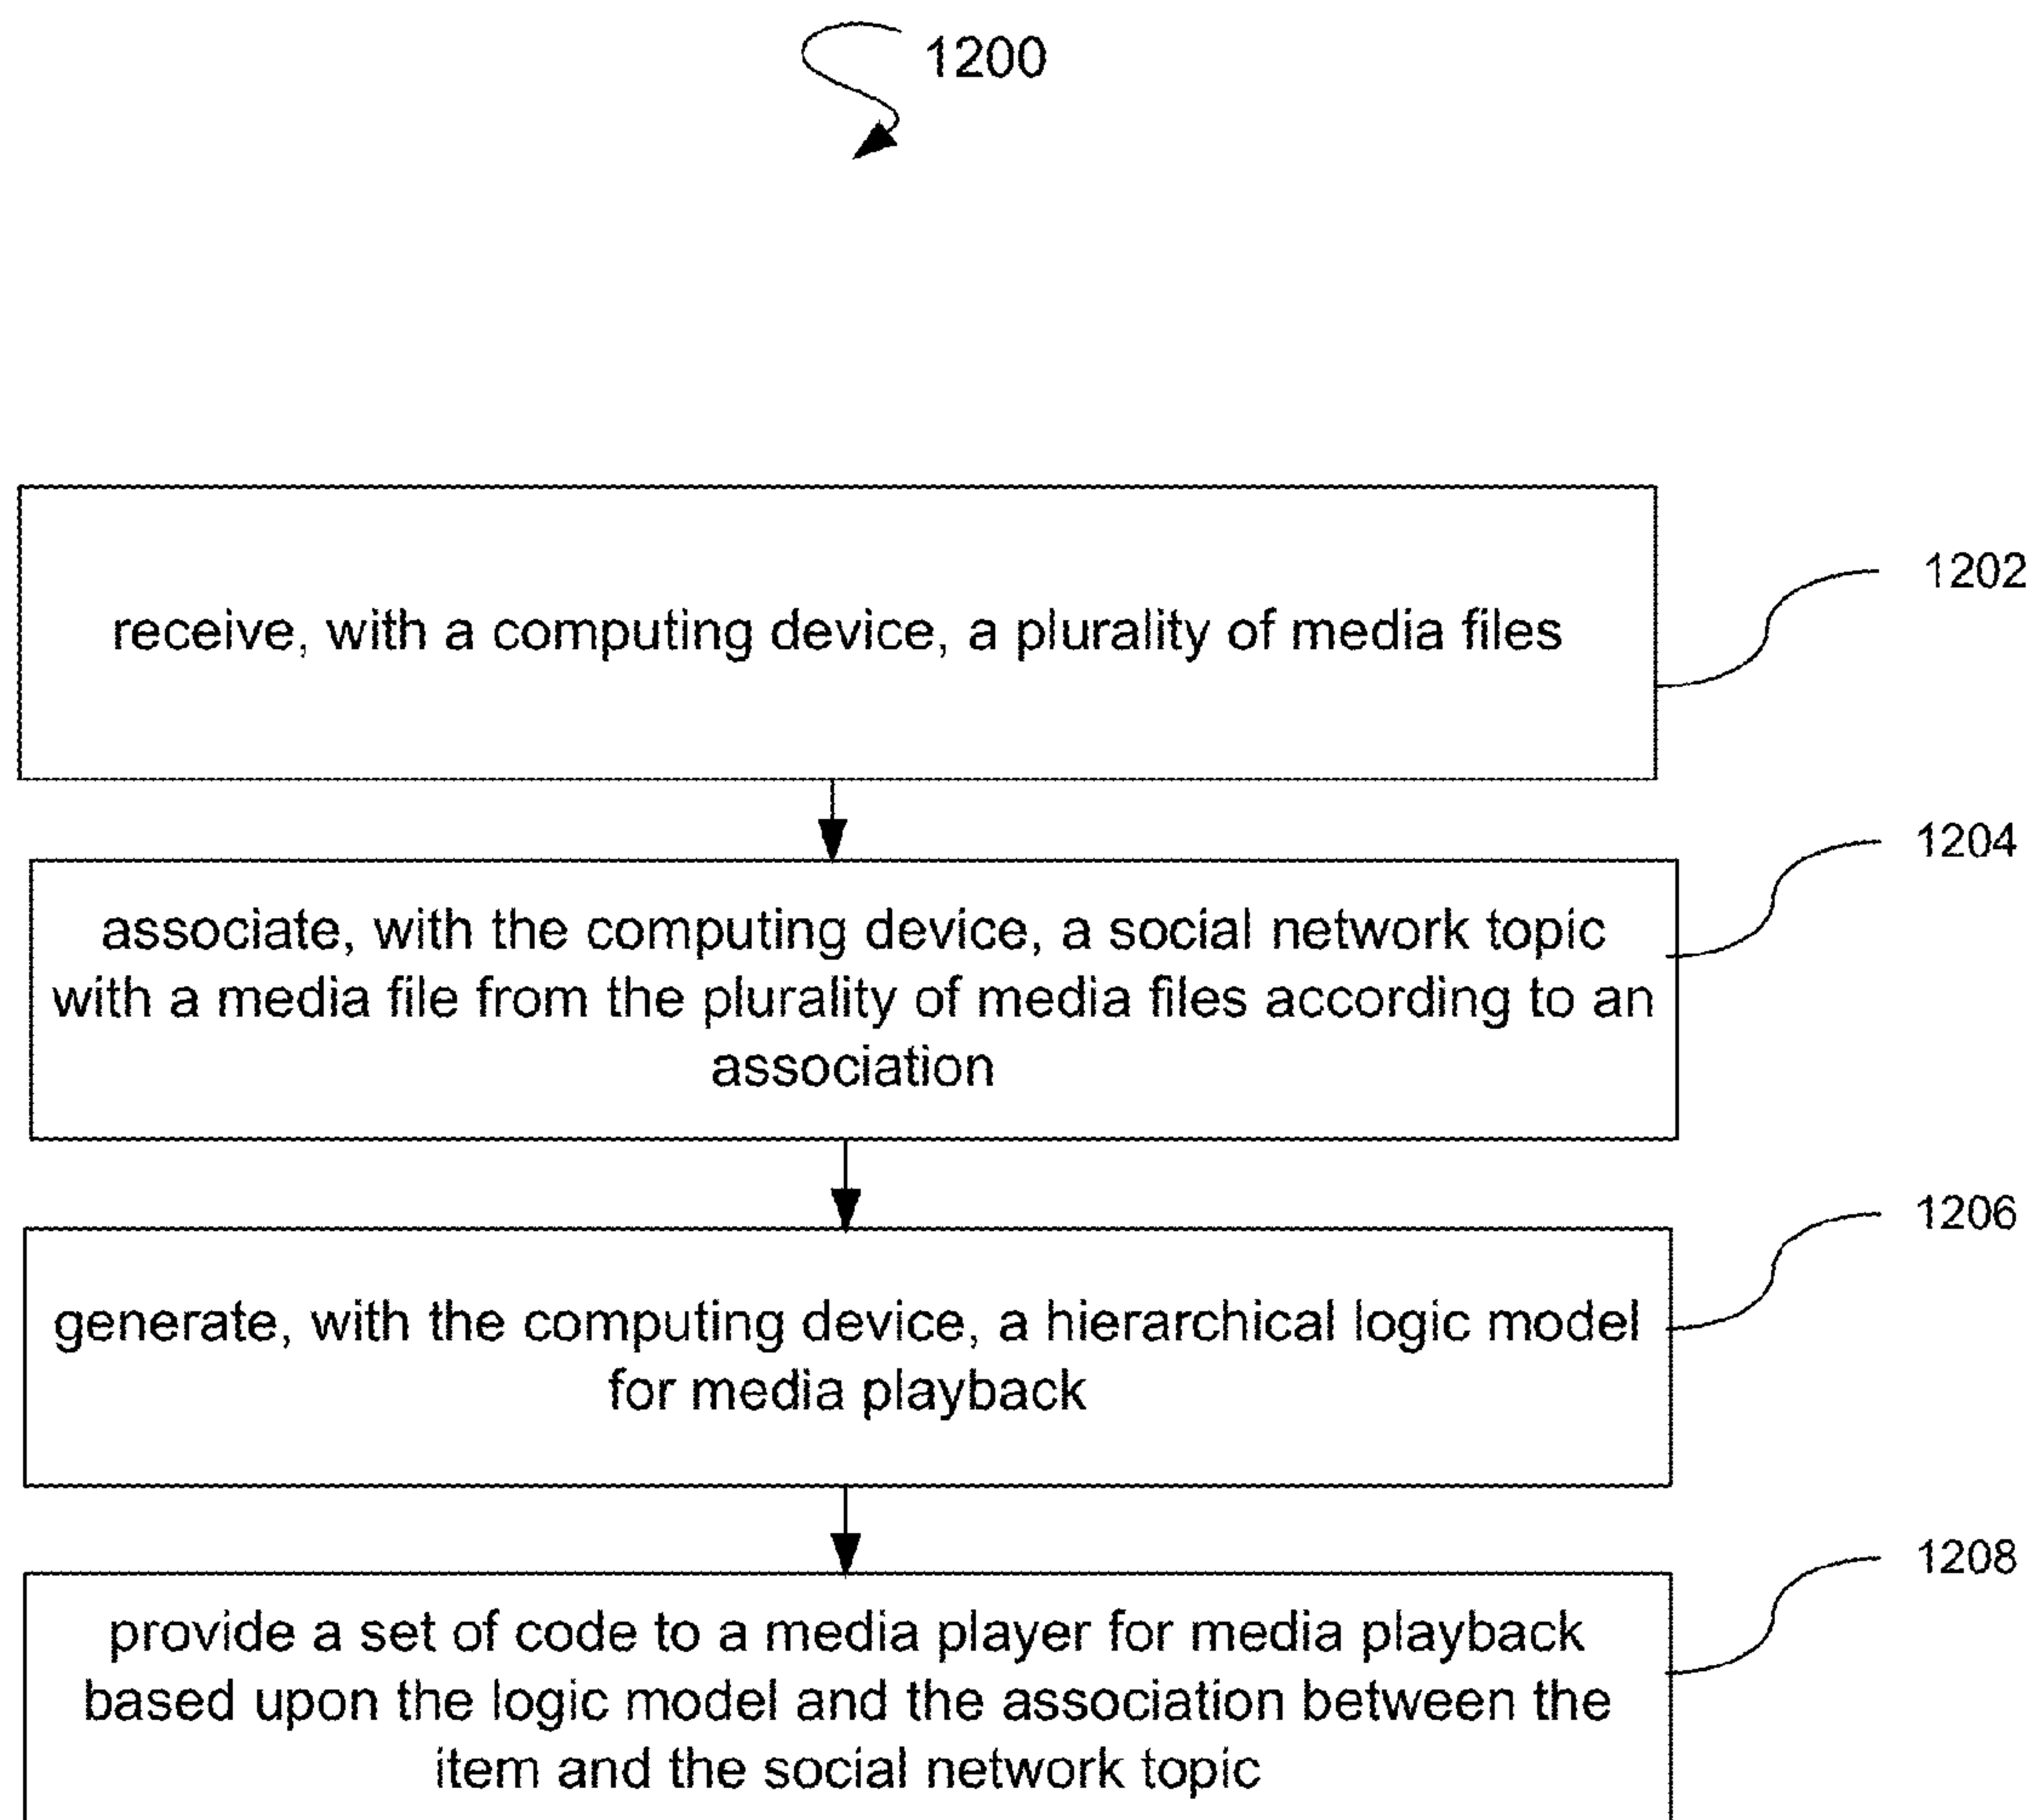 1200
receive, with a computing device, a plurality of media files
1202
associate, with the computing device, a social network topic
with a media file from the plurality of media files according to an
association
1204
generate, with the computing device, a hierarchical logic model
for media playback
1206
provide a set of code to a media player for media playback
based upon the logic model and the association between the
item and the social network topic
1208